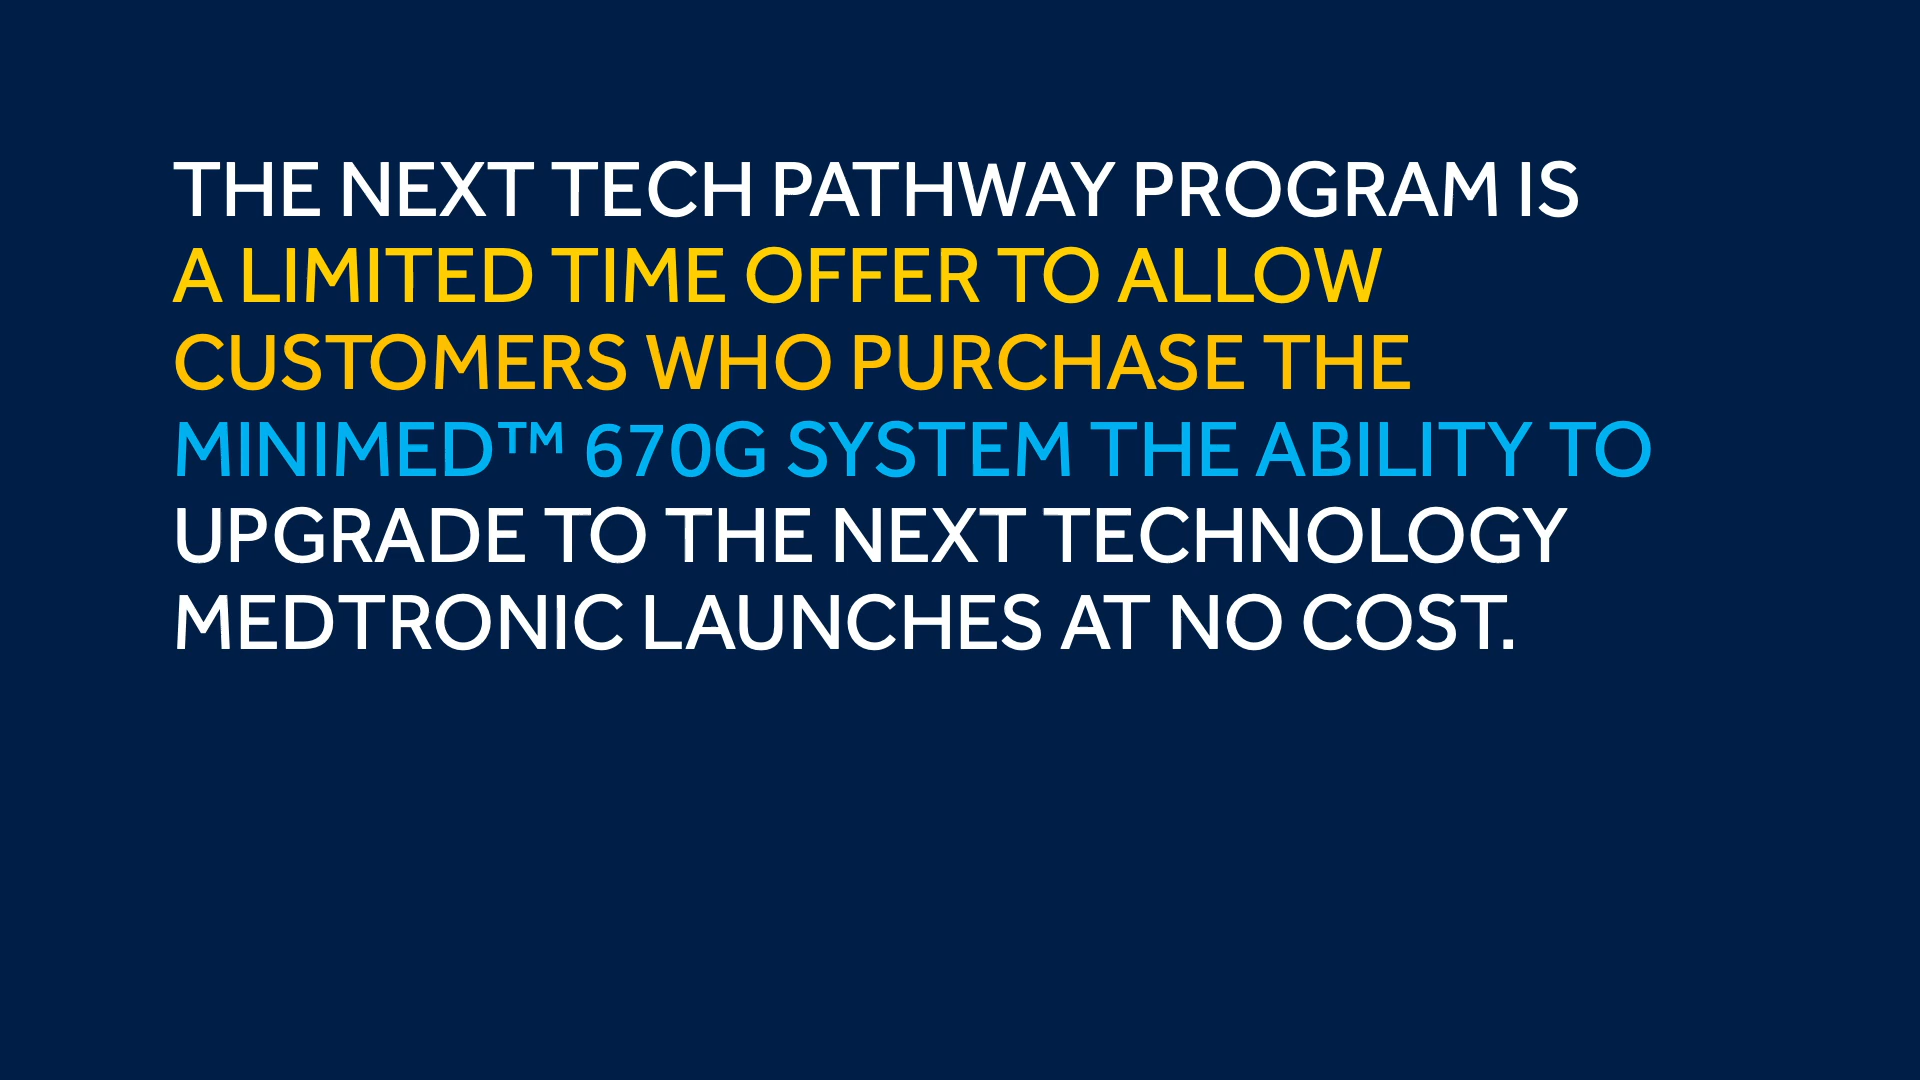 THE NEXT TECH PATHWAY PROGRAM IS
A LIMITED TIME OFFER TO ALLOW
CUSTOMERS WHO PURCHASE THE
MINIMED™ 670G SYSTEM THE ABILITY TO
UPGRADE TO THE NEXT TECHNOLOGY
MEDTRONIC LAUNCHES AT NO COST.